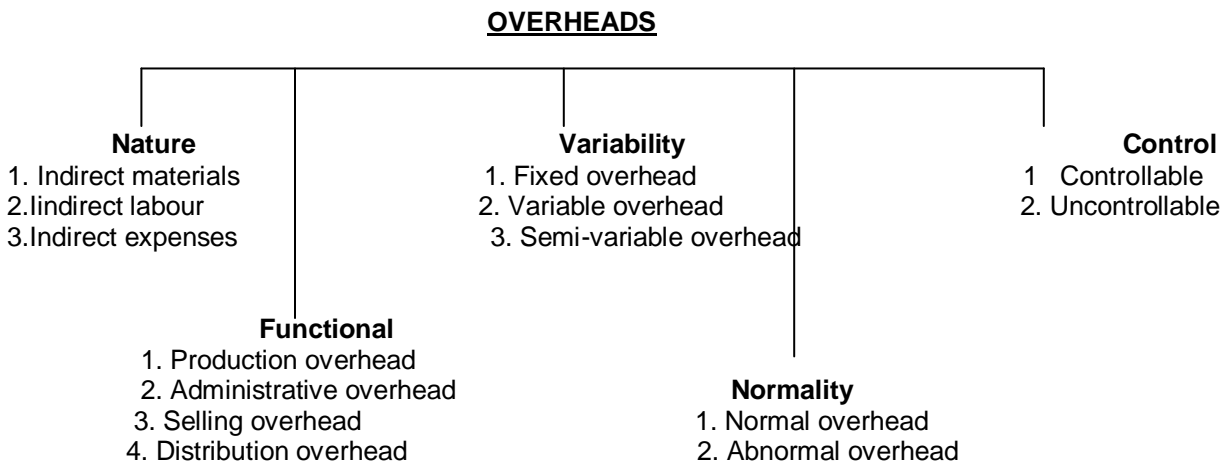 OVERHEADS
Nature
1. Indirect materials
2.Iindirect labour
3.Indirect expenses
Functional
1. Production overhead
2. Administrative overhead
3. Selling overhead
4. Distribution overhead
Variability
1. Fixed overhead
2. Variable overhead
3. Semi-variable overhead
Normality
1. Normal overhead
2. Abnormal overhead
Control
1 Controllable
2. Uncontrollable